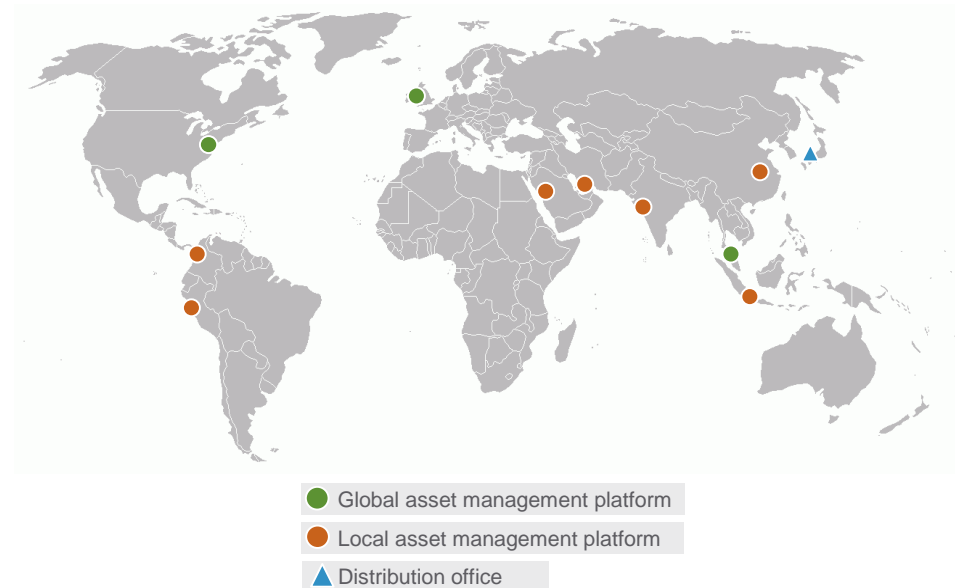 Global asset management platform
Local asset management platform
Distribution office